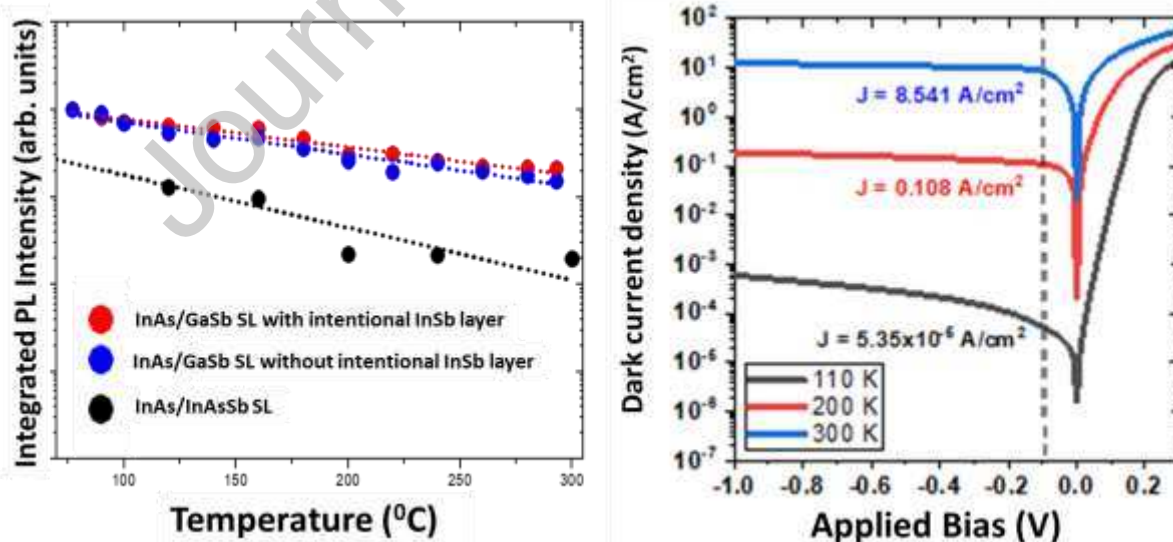 Journ
Integrated PL Intensity (arb. units)
InAs/GaSb SL with intentional InSb layer
InAs/GaSb SL without intentional InSb layer
InAs/InAsSb SL
100 150 200 250 300
Temperature (⁰C)
Dark current density (A/cm²)
10²
10¹
10⁰
10⁻¹
10⁻²
10⁻³
10⁻⁴
10⁻⁵
10⁻⁶
10⁻⁷
J = 8.541 A/cm²
J = 0.108 A/cm²
J = A/cm²
110 K
200 K
300 K
-1.0 -0.8 -0.6 -0.4 -0.2 0.0 0.2
Applied Bias (V)